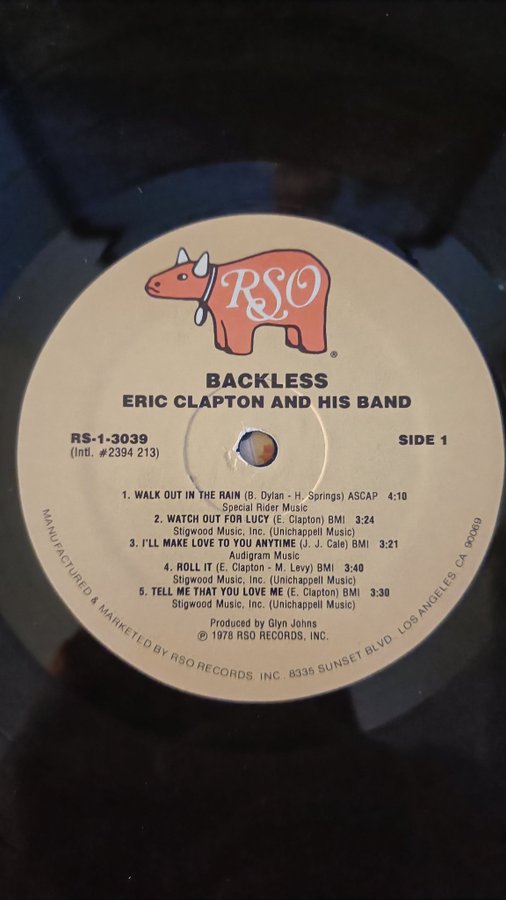 RSO
®
BACKLESS
ERIC CLAPTON AND HIS BAND
RS-1-3039
(Intl. #2394 213)
SIDE 1
1. WALK OUT IN THE RAIN (B. Dylan - H. Springs) ASCAP 4:10
Special Rider Music
2. WATCH OUT FOR LUCY (E. Clapton) BMI 3:24
Stigwood Music, Inc. (Unichappell Music)
3. I'LL MAKE LOVE TO YOU ANYTIME (J. J. Cale) BMI 3:21
Audigram Music
4. ROLL IT (E. Clapton - M. Levy) BMI 3:40
Stigwood Music, Inc. (Unichappell Music)
5. TELL ME THAT YOU LOVE ME (E. Clapton) BMI 3:30
Stigwood Music, Inc. (Unichappell Music)
Produced by Glyn Johns
℗ 1978 RSO RECORDS, INC.
MANUFACTURED & MARKETED BY RSO RECORDS, INC., 8335 SUNSET BLVD., LOS ANGELES, CA 90069